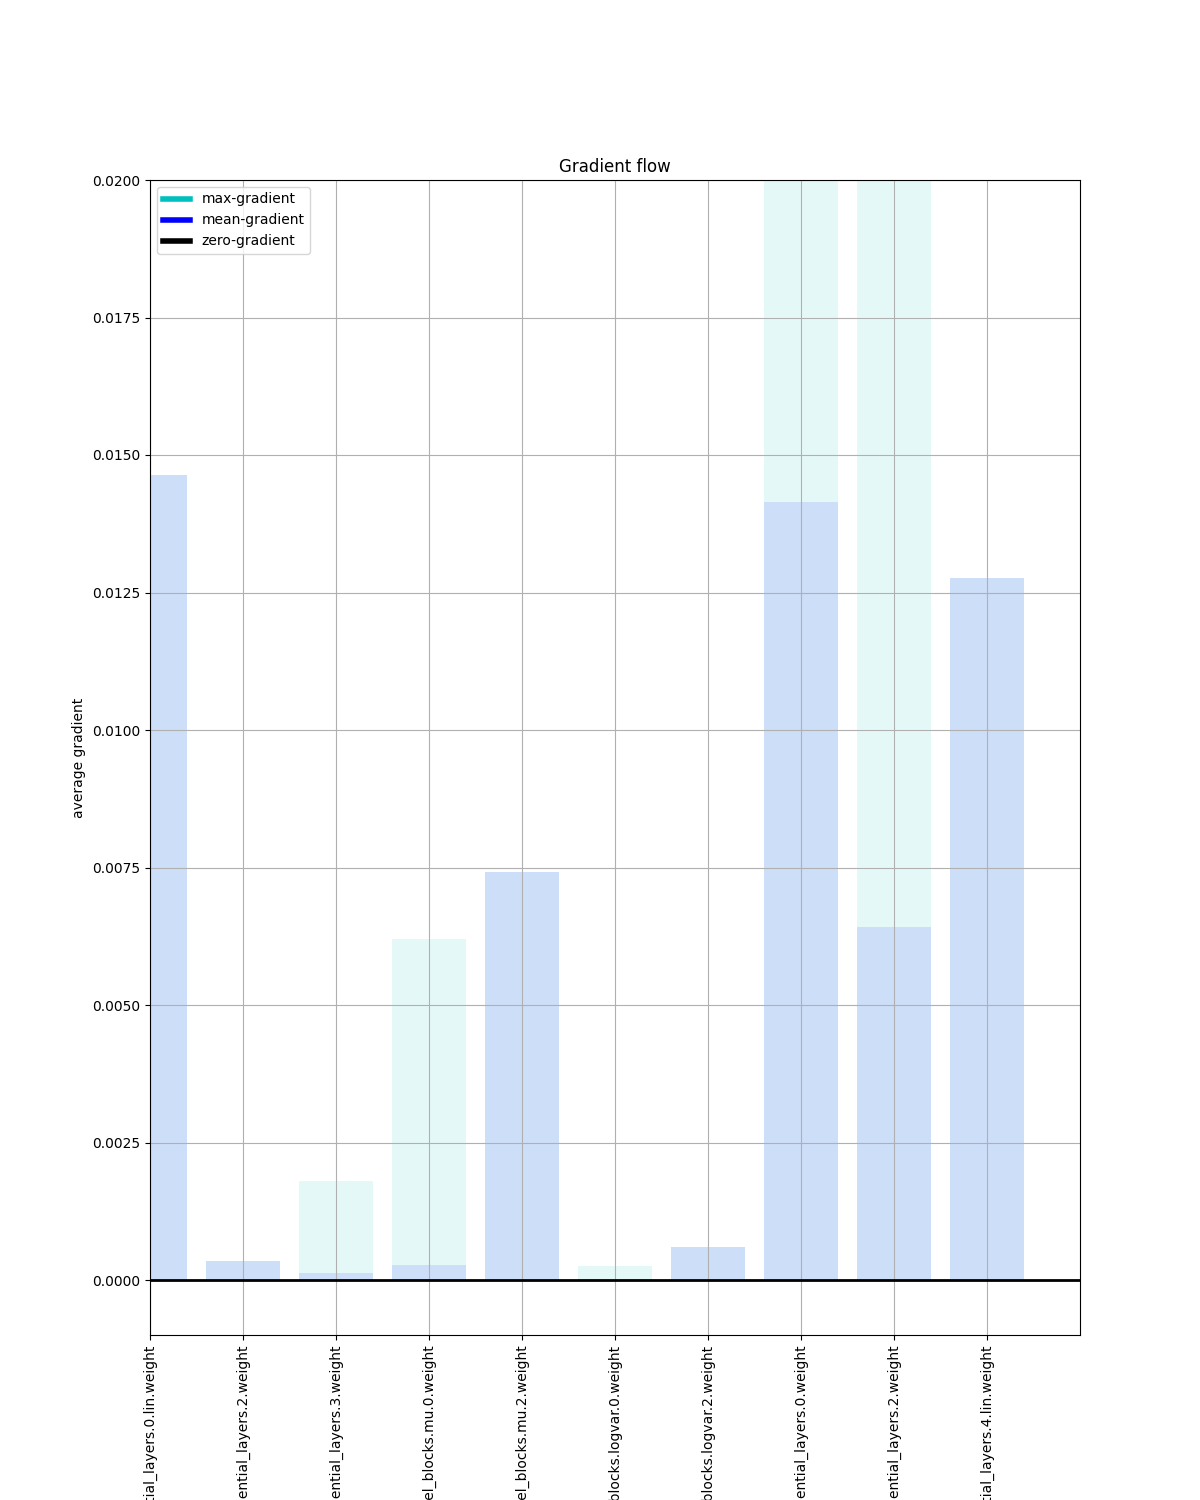 Gradient flow
max-gradient
mean-gradient
zero-gradient
average gradient
0.0200
0.0175
0.0150
0.0125
0.0100
0.0075
0.0050
0.0025
0.0000
tial_layers.0.lin.weight
ential_layers.2.weight
ential_layers.3.weight
el_blocks.mu.0.weight
el_blocks.mu.2.weight
blocks.logvar.0.weight
blocks.logvar.2.weight
ential_layers.0.weight
ential_layers.2.weight
tial_layers.4.lin.weight